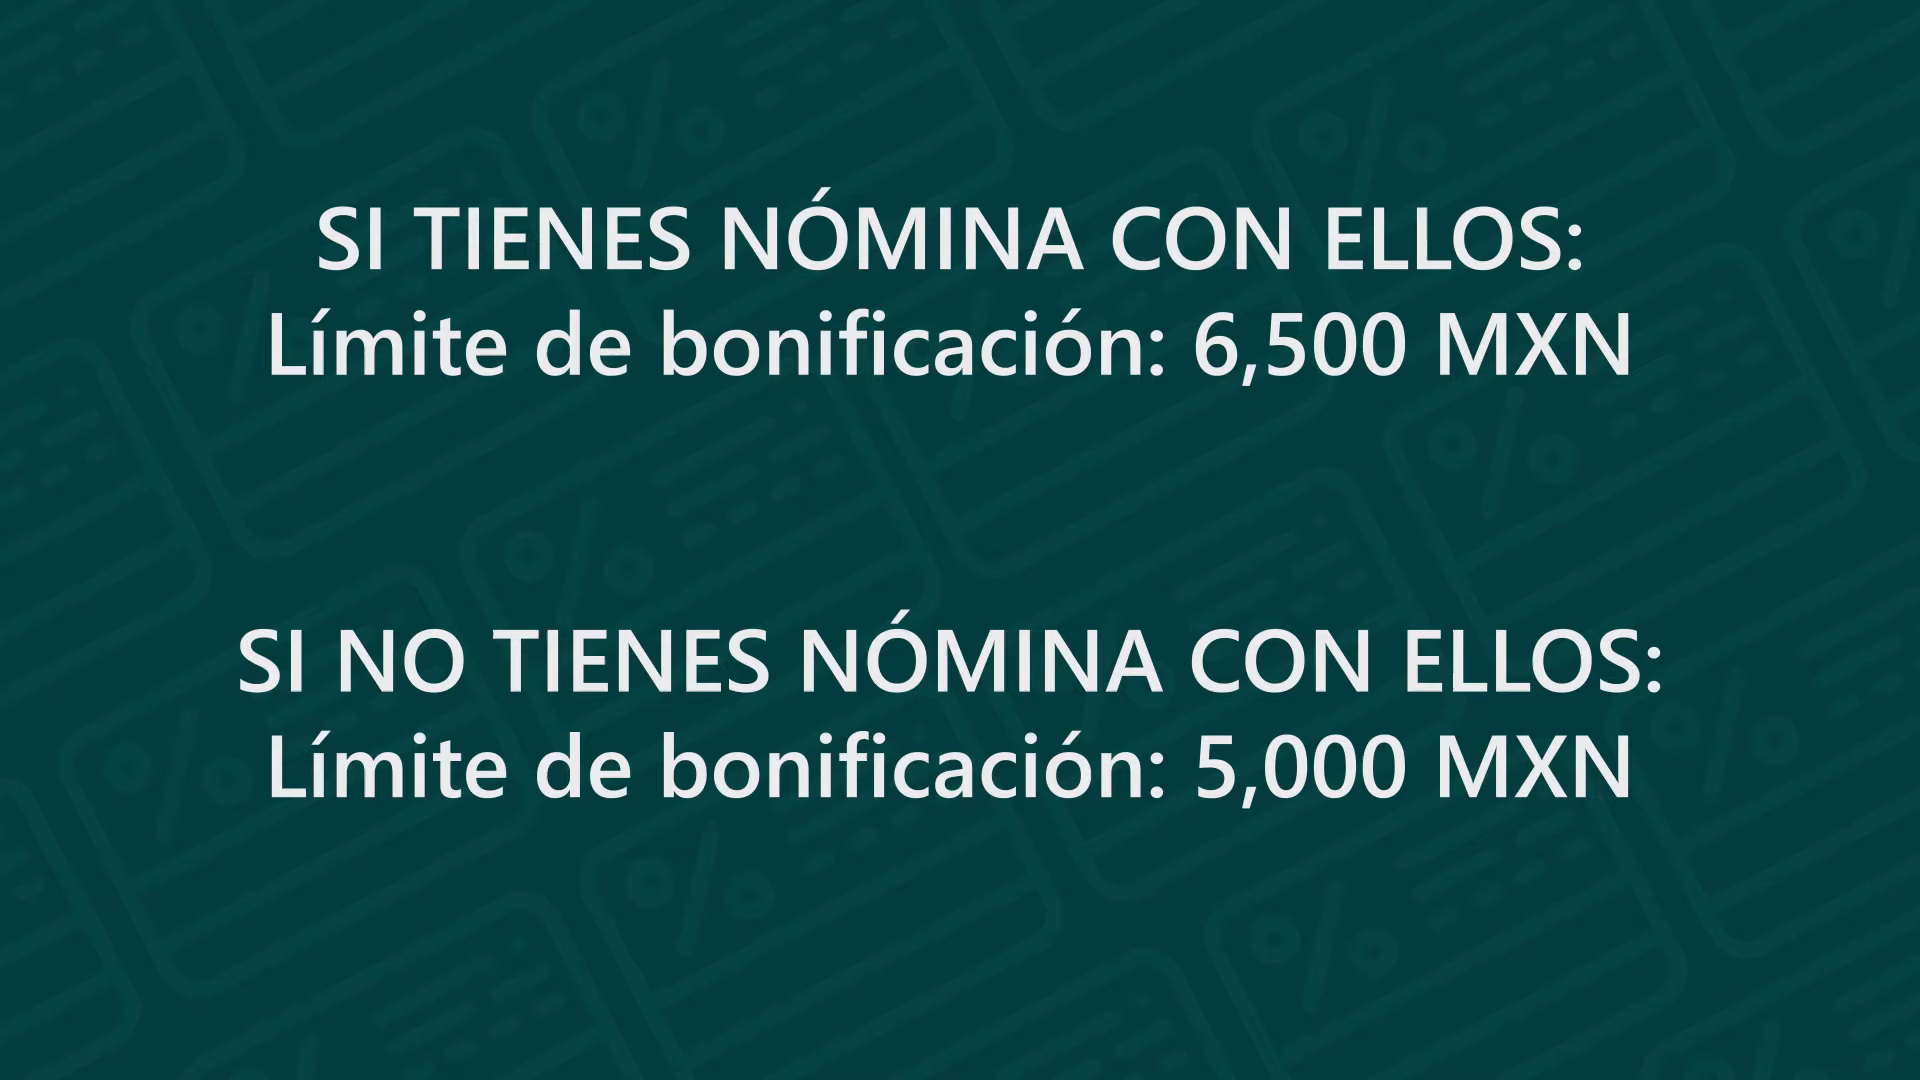 SI TIENES NÓMINA CON ELLOS:
Límite de bonificación: 6,500 MXN
SI NO TIENES NÓMINA CON ELLOS:
Límite de bonificación: 5,000 MXN